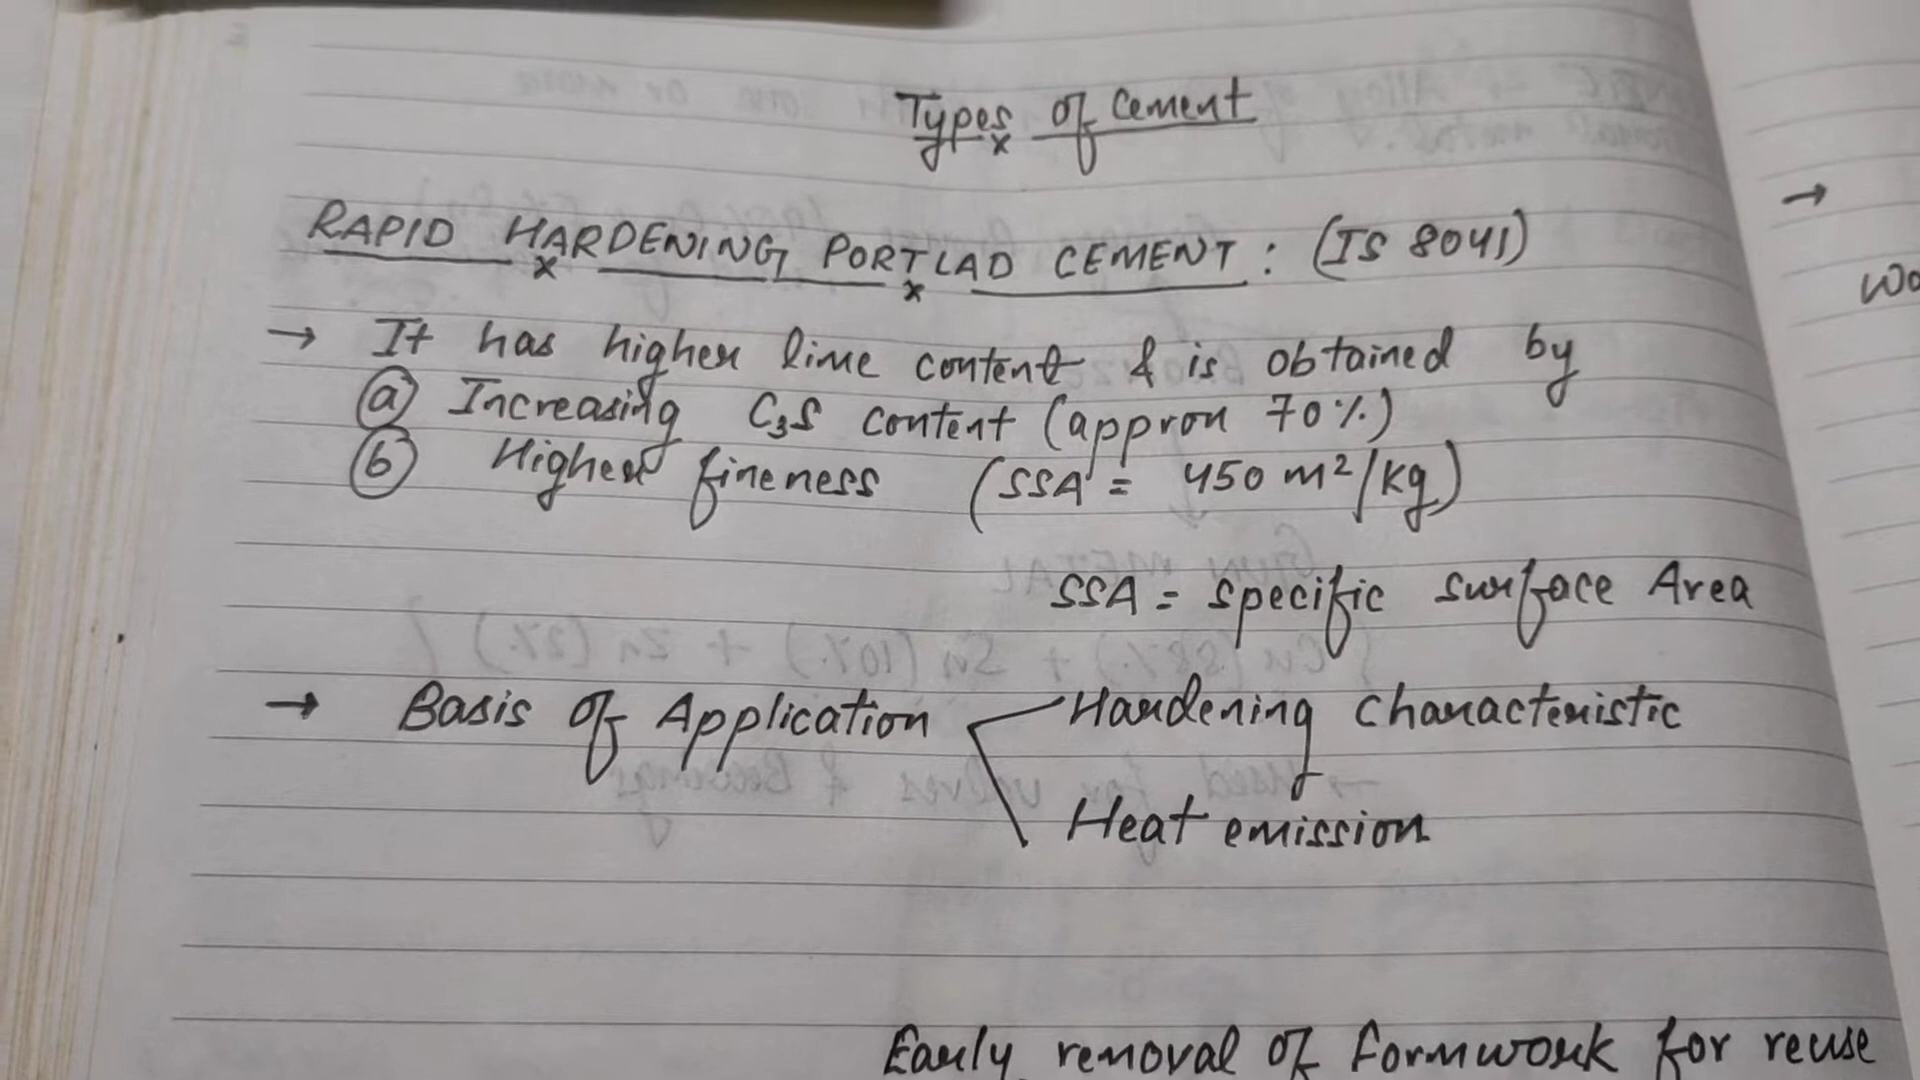 Types of Cement
RAPID HARDENING PORTLAD CEMENT : (IS 8041)
→ It has higher lime content & is obtained by
(a) Increasing C3S content (approx 70%)
(b) Higher fineness (SSA = 450 m²/kg)
SSA = specific surface Area
→ Basis of Application
Hardening characteristic
Heat emission
Early removal of formwork for reuse
→